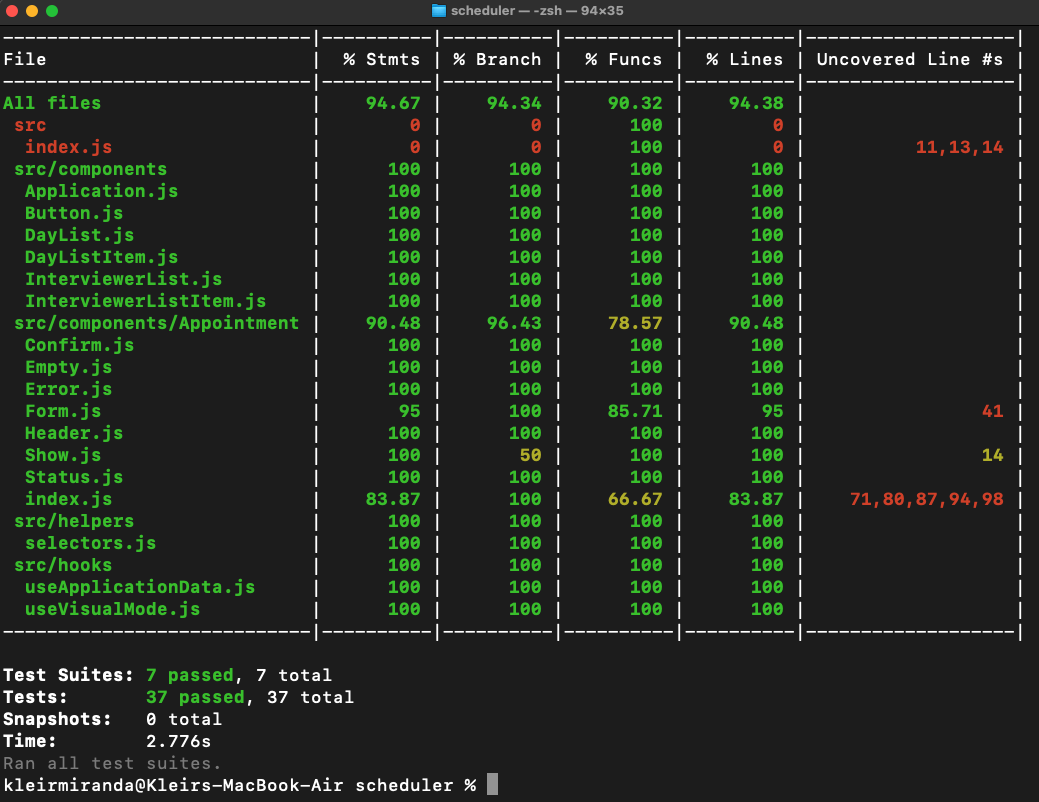 scheduler — -zsh — 94×35
-----------------------------|----------|----------|----------|----------|-------------------|
File                         |  % Stmts | % Branch |  % Funcs |  % Lines | Uncovered Line #s |
-----------------------------|----------|----------|----------|----------|-------------------|
All files                    |    94.67 |    94.34 |    90.32 |    94.38 |                   |
 src                         |        0 |        0 |      100 |        0 |                   |
  index.js                   |        0 |        0 |      100 |        0 |          11,13,14 |
 src/components              |      100 |      100 |      100 |      100 |                   |
  Application.js             |      100 |      100 |      100 |      100 |                   |
  Button.js                  |      100 |      100 |      100 |      100 |                   |
  DayList.js                 |      100 |      100 |      100 |      100 |                   |
  DayListItem.js             |      100 |      100 |      100 |      100 |                   |
  InterviewerList.js         |      100 |      100 |      100 |      100 |                   |
  InterviewerListItem.js     |      100 |      100 |      100 |      100 |                   |
 src/components/Appointment  |    90.48 |    96.43 |    78.57 |    90.48 |                   |
  Confirm.js                 |      100 |      100 |      100 |      100 |                   |
  Empty.js                   |      100 |      100 |      100 |      100 |                   |
  Error.js                   |      100 |      100 |      100 |      100 |                   |
  Form.js                    |       95 |      100 |    85.71 |       95 |                41 |
  Header.js                  |      100 |      100 |      100 |      100 |                   |
  Show.js                    |      100 |       50 |      100 |      100 |                14 |
  Status.js                  |      100 |      100 |      100 |      100 |                   |
  index.js                   |    83.87 |      100 |    66.67 |    83.87 |    71,80,87,94,98 |
 src/helpers                 |      100 |      100 |      100 |      100 |                   |
  selectors.js               |      100 |      100 |      100 |      100 |                   |
 src/hooks                   |      100 |      100 |      100 |      100 |                   |
  useApplicationData.js      |      100 |      100 |      100 |      100 |                   |
  useVisualMode.js           |      100 |      100 |      100 |      100 |                   |
-----------------------------|----------|----------|----------|----------|-------------------|
Test Suites: 7 passed, 7 total
Tests:       37 passed, 37 total
Snapshots:   0 total
Time:        2.776s
Ran all test suites.
kleirmiranda@Kleirs-MacBook-Air scheduler %